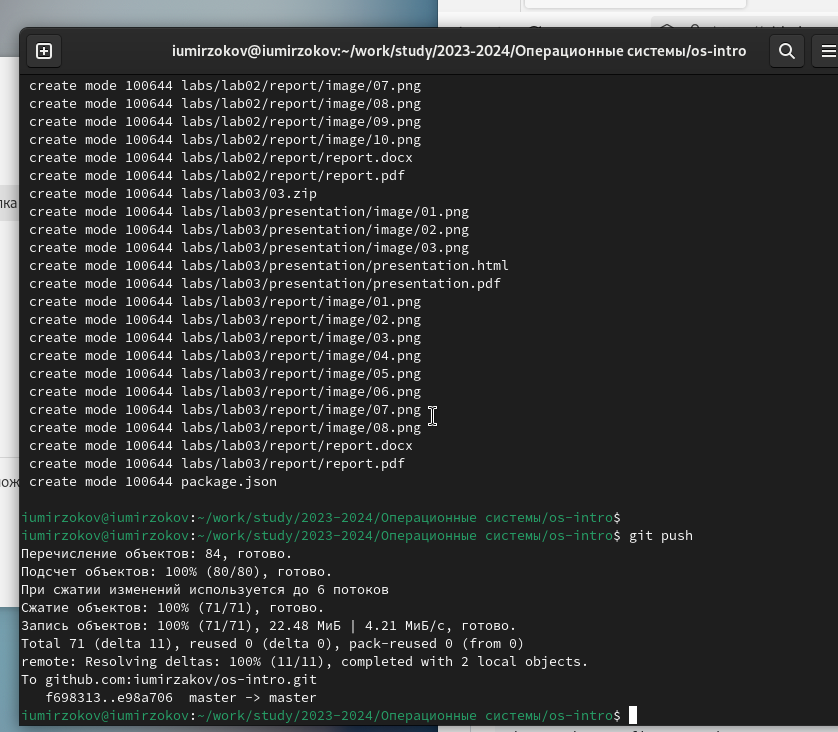 iumirzokov@iumirzokov:~/work/study/2023-2024/Операционные системы/os-intro
create mode 100644 labs/lab02/report/image/07.png
create mode 100644 labs/lab02/report/image/08.png
create mode 100644 labs/lab02/report/image/09.png
create mode 100644 labs/lab02/report/image/10.png
create mode 100644 labs/lab02/report/report.docx
create mode 100644 labs/lab02/report/report.pdf
create mode 100644 labs/lab03/03.zip
create mode 100644 labs/lab03/presentation/image/01.png
create mode 100644 labs/lab03/presentation/image/02.png
create mode 100644 labs/lab03/presentation/image/03.png
create mode 100644 labs/lab03/presentation/presentation.html
create mode 100644 labs/lab03/presentation/presentation.pdf
create mode 100644 labs/lab03/report/image/01.png
create mode 100644 labs/lab03/report/image/02.png
create mode 100644 labs/lab03/report/image/03.png
create mode 100644 labs/lab03/report/image/04.png
create mode 100644 labs/lab03/report/image/05.png
create mode 100644 labs/lab03/report/image/06.png
create mode 100644 labs/lab03/report/image/07.png
create mode 100644 labs/lab03/report/image/08.png
create mode 100644 labs/lab03/report/report.docx
create mode 100644 labs/lab03/report/report.pdf
create mode 100644 package.json
iumirzokov@iumirzokov:~/work/study/2023-2024/Операционные системы/os-intro$
iumirzokov@iumirzokov:~/work/study/2023-2024/Операционные системы/os-intro$ git push
Перечисление объектов: 84, готово.
Подсчет объектов: 100% (80/80), готово.
При сжатии изменений используется до 6 потоков
Сжатие объектов: 100% (71/71), готово.
Запись объектов: 100% (71/71), 22.48 МиБ | 4.21 МиБ/с, готово.
Total 71 (delta 11), reused 0 (delta 0), pack-reused 0 (from 0)
remote: Resolving deltas: 100% (11/11), completed with 2 local objects.
To github.com:iumirzakov/os-intro.git
f698313..e98a706  master -> master
iumirzokov@iumirzokov:~/work/study/2023-2024/Операционные системы/os-intro$